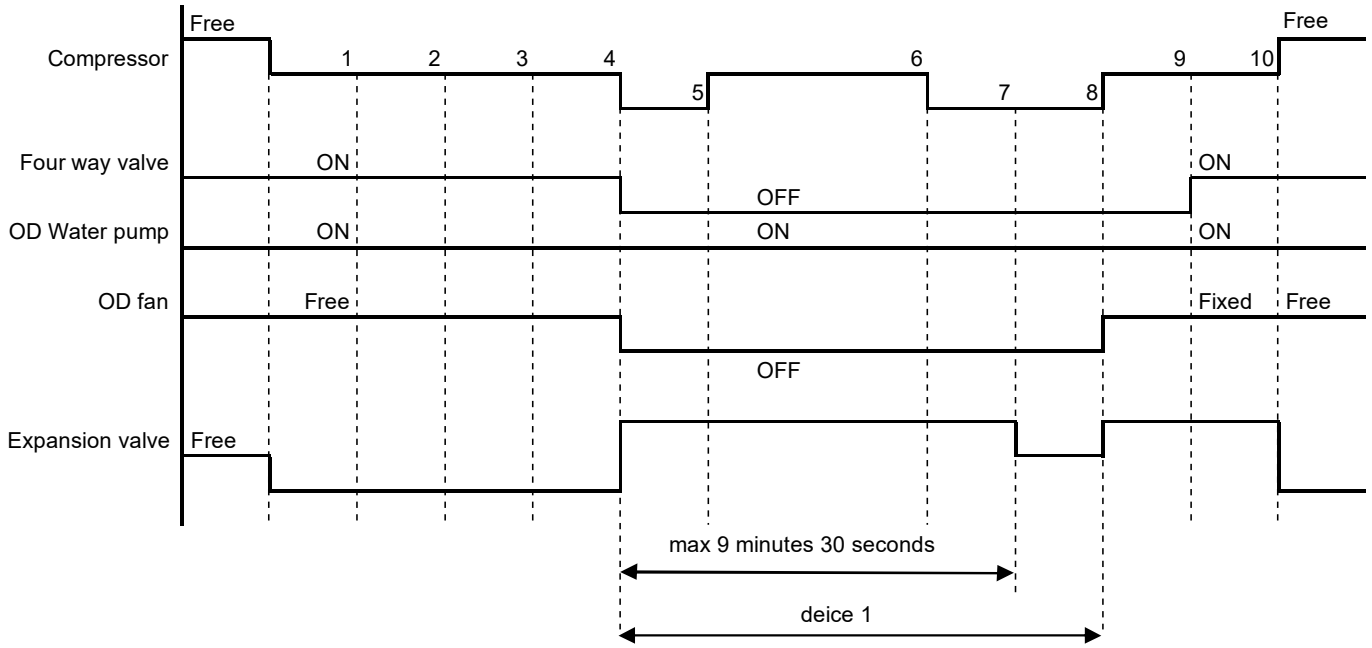 Free Free
Compressor 1 2 3 4 5 6 7 8 9 10
Four way valve ON OFF ON
OD Water pump ON ON ON
OD fan Free OFF Fixed Free
Expansion valve Free
max 9 minutes 30 seconds
deice 1